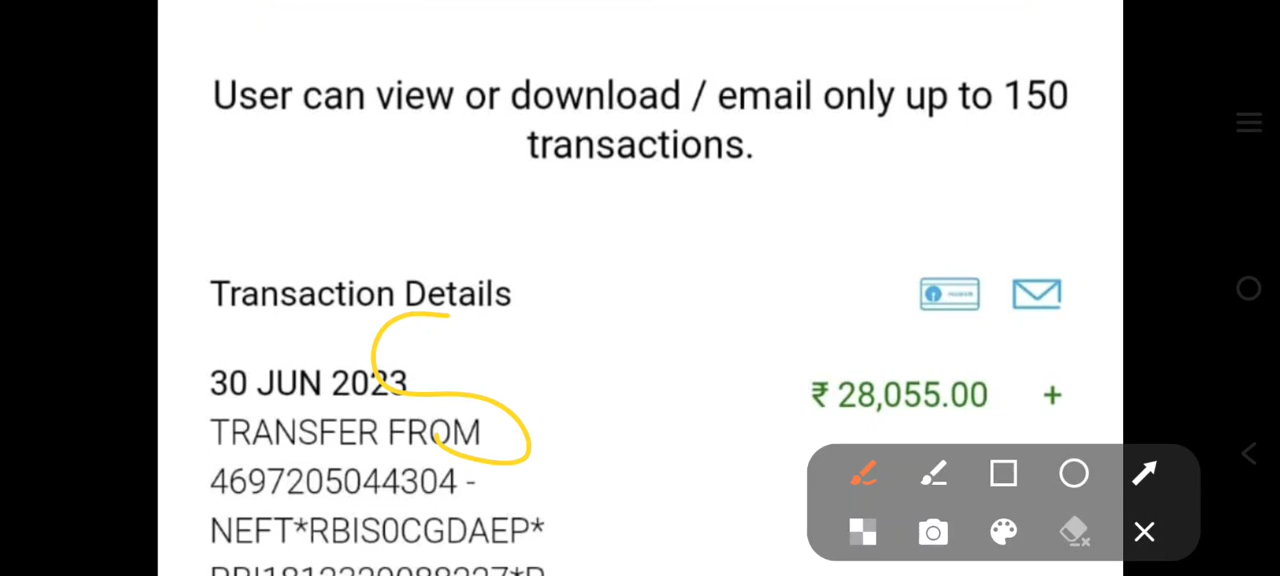 User can view or download / email only up to 150
transactions.
Transaction Details
30 JUN 2023
₹ 28,055.00 +
TRANSFER FROM
4697205044304 -
NEFT*RBIS0CGDAEP*